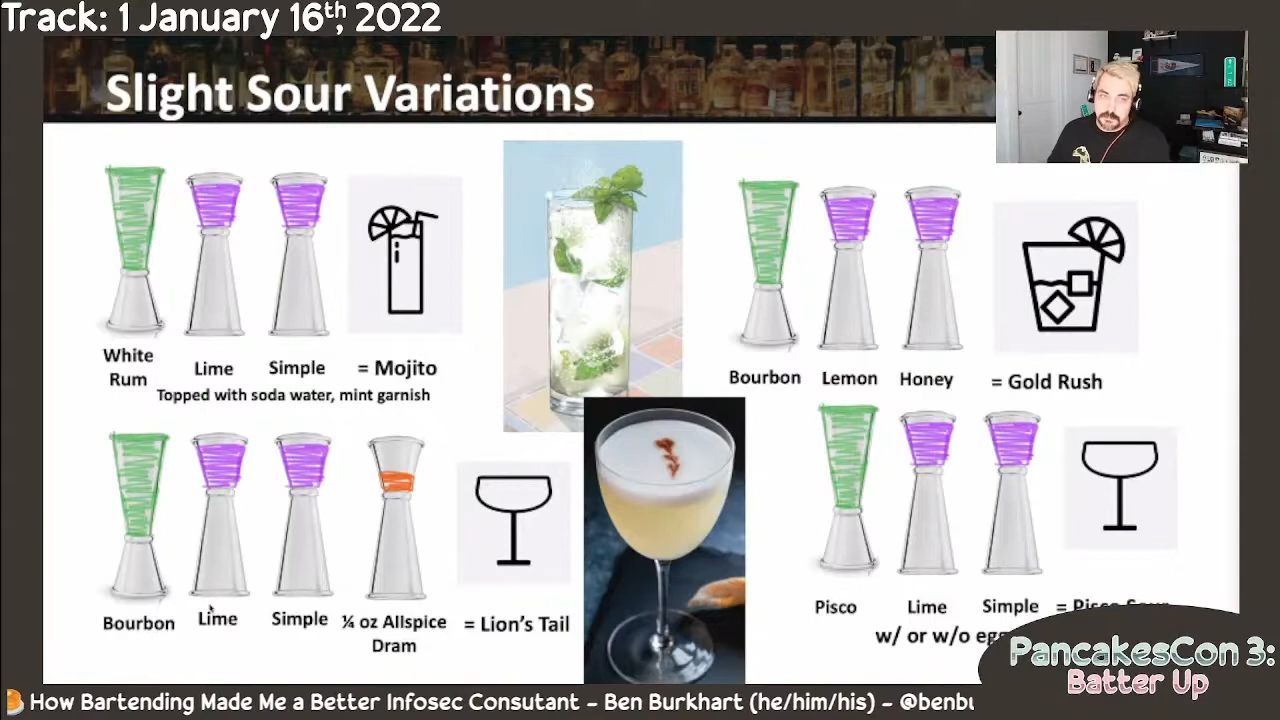 Track: 1 January 16th, 2022
Slight Sour Variations
White
Rum
Lime
Simple
= Mojito
Topped with soda water, mint garnish
Bourbon
Lemon
Honey
= Gold Rush
Bourbon
Lime
Simple
¼ oz Allspice
Dram
= Lion's Tail
Pisco
Lime
Simple
= Pisco Sour
w/ or w/o
PancakesCon 3:
Batter Up
How Bartending Made Me a Better Infosec Consutant – Ben Burkhart (he/him/his) –